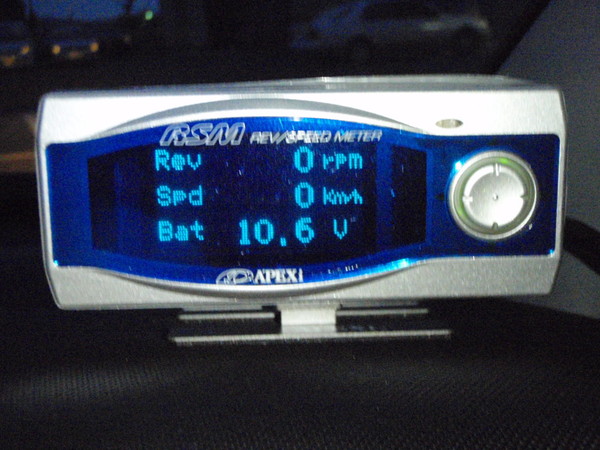 RSM REV/SPEED METER
Rev 0 rpm
Spd 0 km/h
Bat 10.6 V
APEXi